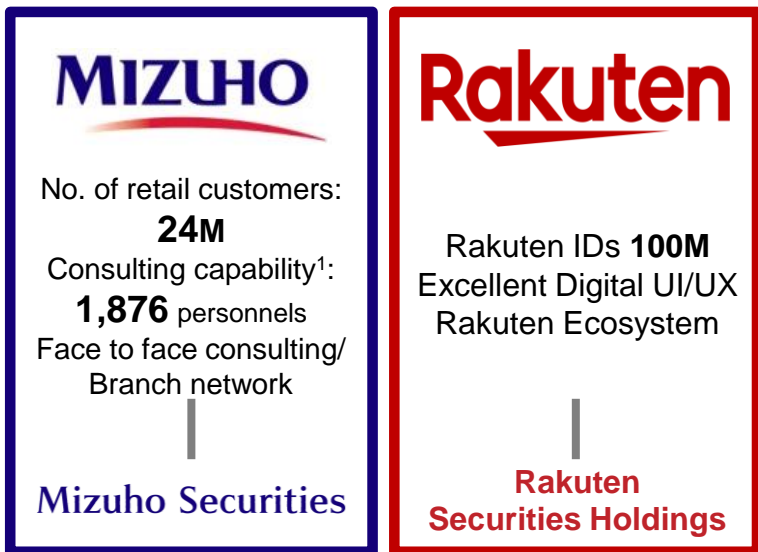 MIZUHO
No. of retail customers:
24M
Consulting capability¹:
1,876 personnels
Face to face consulting/
Branch network
Mizuho Securities
Rakuten
Rakuten IDs 100M
Excellent Digital UI/UX
Rakuten Ecosystem
Rakuten
Securities Holdings